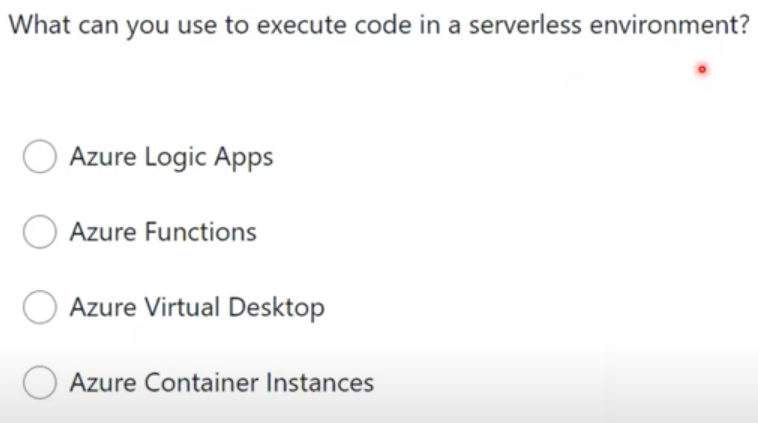 What can you use to execute code in a serverless environment?
Azure Logic Apps
Azure Functions
Azure Virtual Desktop
Azure Container Instances